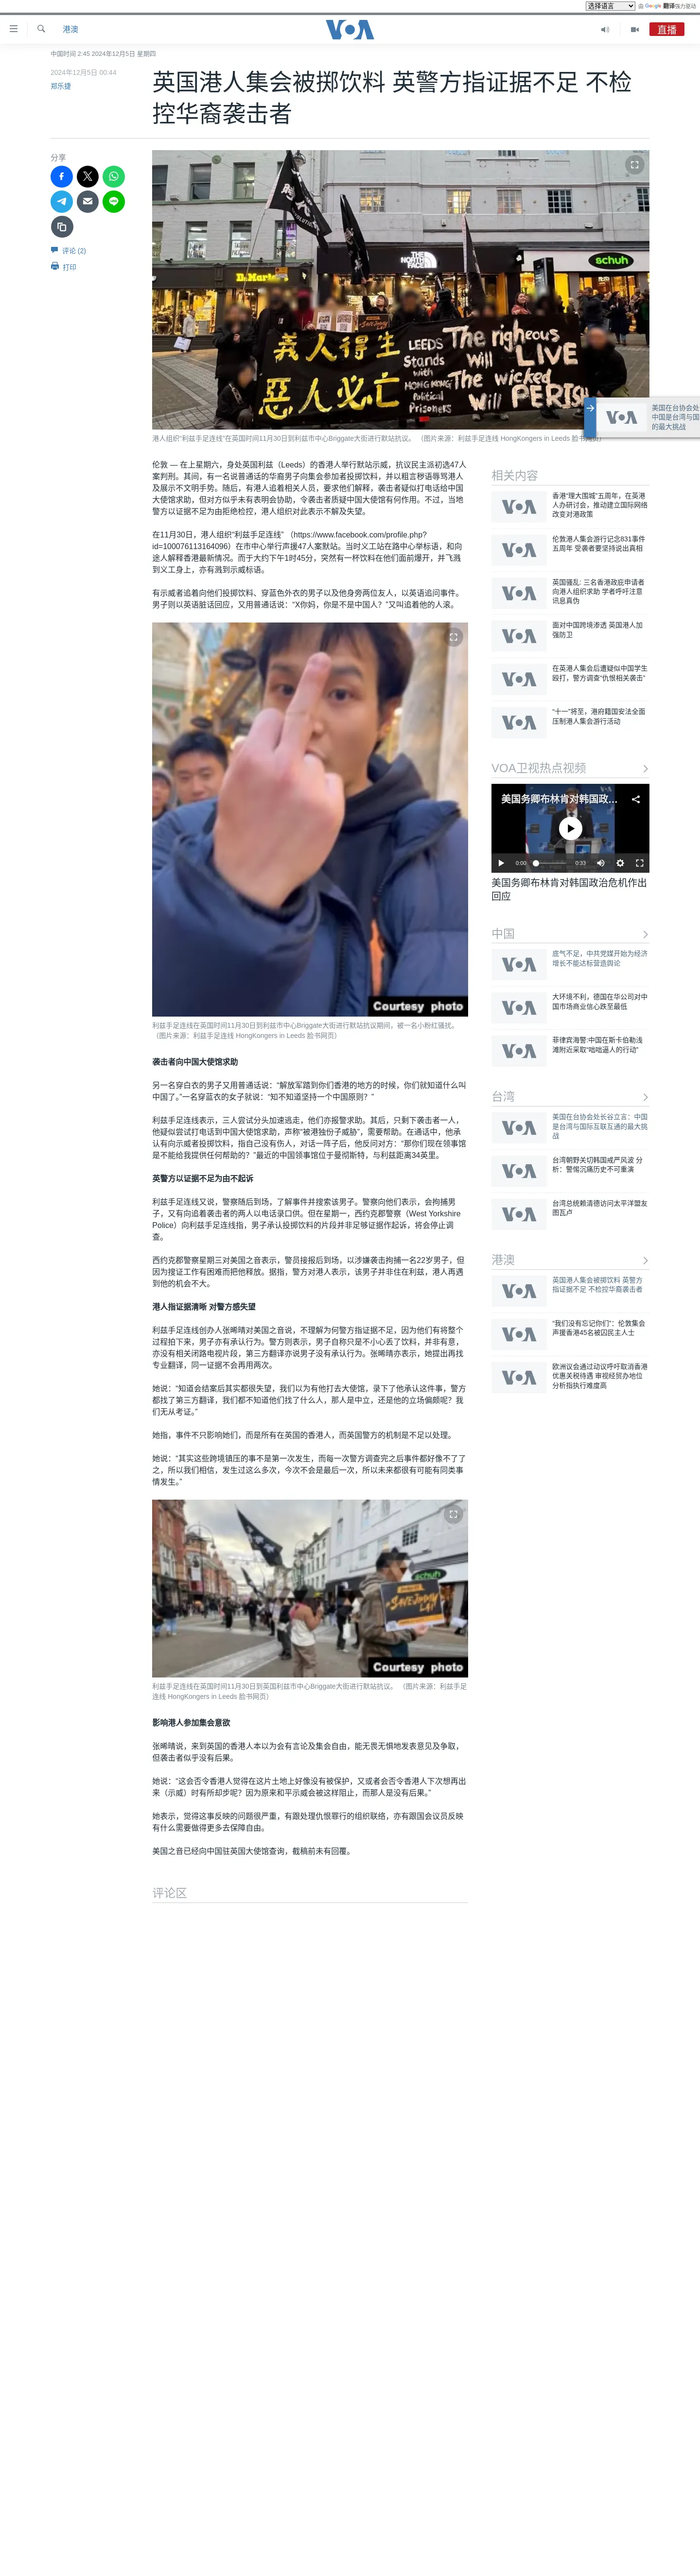 选择语言 由 Google 翻译强力驱动
港澳
VOA
直播
中国时间 2:45 2024年12月5日 星期四
2024年12月5日 00:44
郑乐捷
英国港人集会被掷饮料 英警方指证据不足 不检
控华裔袭击者
分享
评论 (2)
打印
THE NORTH FACE
schuh
義人得生
惡人必亡
LEEDS
Stands
with
HONG KONG
Political
Prisoners
The righteous
will LIVE
the wicked
will PERISH
港人组织“利兹手足连线”在英国时间11月30日到利兹市中心Briggate大街进行默站抗议。 （图片来源：利兹手足连线 HongKongers in Leeds 脸书网页）
VOA
美国在台协会处
中国是台湾与国
的最大挑战
伦敦 — 在上星期六，身处英国利兹（Leeds）的香港人举行默站示威，抗议民主派初选47人
案判刑。其间，有一名说普通话的华裔男子向集会参加者投掷饮料，并以粗言秽语辱骂港人
及展示不文明手势。随后，有港人追着相关人员，要求他们解释，袭击者疑似打电话给中国
大使馆求助，但对方似乎未有表明会协助，令袭击者质疑中国大使馆有何作用。不过，当地
警方以证据不足为由拒绝检控，港人组织对此表示不解及失望。
在11月30日，港人组织“利兹手足连线” （https://www.facebook.com/profile.php?
id=100076113164096）在市中心举行声援47人案默站。当时义工站在路中心举标语，和向
途人解释香港最新情况。而于大约下午1时45分，突然有一杯饮料在他们面前爆开，并飞溅
到义工身上，亦有溅到示威标语。
有示威者追着向他们投掷饮料、穿蓝色外衣的男子以及他身旁两位友人，以英语追问事件。
男子则以英语脏话回应，又用普通话说：“X你妈，你是不是中国人？”又叫追着他的人滚。
Courtesy photo
利兹手足连线在英国时间11月30日到利兹市中心Briggate大街进行默站抗议期间，被一名小粉红骚扰。
（图片来源：利兹手足连线 HongKongers in Leeds 脸书网页）
袭击者向中国大使馆求助
另一名穿白衣的男子又用普通话说：“解放军踏到你们香港的地方的时候，你们就知道什么叫
中国了。”一名穿蓝衣的女子就说：“知不知道坚持一个中国原则？”
利兹手足连线表示，三人尝试分头加速逃走，他们亦报警求助。其后，只剩下袭击者一人，
他疑似尝试打电话到中国大使馆求助，声称“被港独份子威胁”，需要帮助。在通话中，他承
认有向示威者投掷饮料，指自己没有伤人，对话一阵子后，他反问对方：“那你们现在领事馆
是不能给我提供任何帮助的？”最近的中国领事馆位于曼彻斯特，与利兹距离34英里。
英警方以证据不足为由不起诉
利兹手足连线又说，警察随后到场，了解事件并搜索该男子。警察向他们表示，会拘捕男
子，又有向追着袭击者的两人以电话录口供。但在星期一，西约克郡警察（West Yorkshire
Police）向利兹手足连线指，男子承认投掷饮料的片段并非足够证据作起诉，将会停止调
查。
西约克郡警察星期三对美国之音表示，警员接报后到场，以涉嫌袭击拘捕一名22岁男子，但
因为搜证工作有困难而把他释放。据指，警方对港人表示，该男子并非住在利兹，港人再遇
到他的机会不大。
港人指证据清晰 对警方感失望
利兹手足连线创办人张晞晴对美国之音说，不理解为何警方指证据不足，因为他们有将整个
过程拍下来，男子亦有承认行为。警方则表示，男子自称只是不小心丢了饮料，并非有意，
亦没有相关闭路电视片段，第三方翻译亦说男子没有承认行为。张晞晴亦表示，她提出再找
专业翻译，同一证据不会再用两次。
她说：“知道会结案后其实都很失望，我们以为有他打去大使馆，录下了他承认这件事，警方
都找了第三方翻译，我们都不知道他们找了什么人，那人是中立，还是他的立场偏颇呢？我
们无从考证。”
她指，事件不只影响她们，而是所有在英国的香港人，而英国警方的机制是不足以处理。
她说：“其实这些跨境镇压的事不是第一次发生，而每一次警方调查完之后事件都好像不了了
之，所以我们相信，发生过这么多次，今次不会是最后一次，所以未来都很有可能有同类事
情发生。”
schuh
Courtesy photo
利兹手足连线在英国时间11月30日到英国利兹市中心Briggate大街进行默站抗议。 （图片来源：利兹手足
连线 HongKongers in Leeds 脸书网页）
影响港人参加集会意欲
张晞晴说，来到英国的香港人本以为会有言论及集会自由，能无畏无惧地发表意见及争取，
但袭击者似乎没有后果。
她说：“这会否令香港人觉得在这片土地上好像没有被保护，又或者会否令香港人下次想再出
来（示威）时有所却步呢？因为原来和平示威会被这样阻止，而那人是没有后果。”
她表示，觉得这事反映的问题很严重，有跟处理仇恨罪行的组织联络，亦有跟国会议员反映
有什么需要做得更多去保障自由。
美国之音已经向中国驻英国大使馆查询，截稿前未有回覆。
评论区
相关内容
VOA
香港“理大围城”五周年，在英港
人办研讨会，推动建立国际网络
改变对港政策
VOA
伦敦港人集会游行记念831事件
五周年 受袭者要坚持说出真相
VOA
英国骚乱: 三名香港政庇申请者
向港人组织求助 学者呼吁注意
讯息真伪
VOA
面对中国跨境渗透 英国港人加
强防卫
VOA
在英港人集会后遭疑似中国学生
殴打，警方调查“仇恨相关袭击”
VOA
“十一”将至，港府籍国安法全面
压制港人集会游行活动
VOA卫视热点视频
美国务卿布林肯对韩国政...
0:00
0:33
美国务卿布林肯对韩国政治危机作出
回应
中国
VOA
底气不足，中共党媒开始为经济
增长不能达标营造舆论
VOA
大环境不利，德国在华公司对中
国市场商业信心跌至最低
VOA
菲律宾海警:中国在斯卡伯勒浅
滩附近采取“咄咄逼人的行动”
台湾
VOA
美国在台协会处长谷立言：中国
是台湾与国际互联互通的最大挑
战
VOA
台湾朝野关切韩国戒严风波 分
析：警惕沉痛历史不可重演
VOA
台湾总统赖清德访问太平洋盟友
图瓦卢
港澳
VOA
英国港人集会被掷饮料 英警方
指证据不足 不检控华裔袭击者
VOA
“我们没有忘记你们”：伦敦集会
声援香港45名被囚民主人士
VOA
欧洲议会通过动议呼吁取消香港
优惠关税待遇 审视经贸办地位
分析指执行难度高